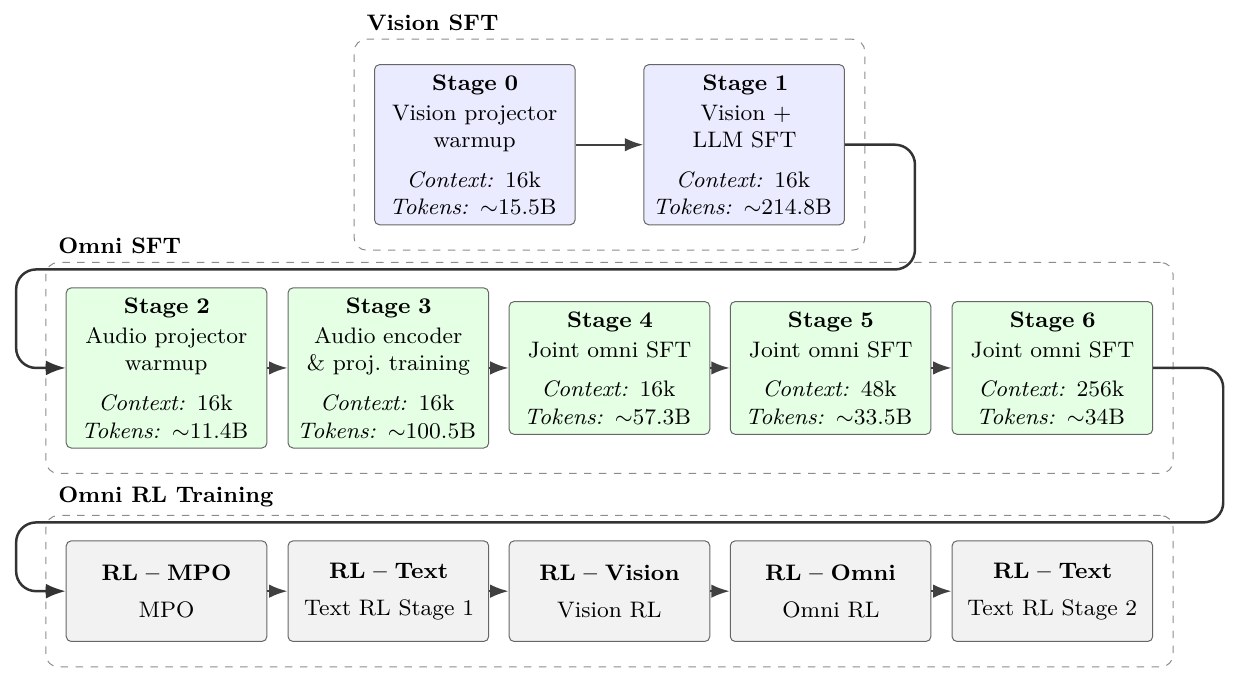 Vision SFT
Stage 0
Vision projector
warmup
Context: 16k
Tokens: ~15.5B
Stage 1
Vision +
LLM SFT
Context: 16k
Tokens: ~214.8B
Omni SFT
Stage 2
Audio projector
warmup
Context: 16k
Tokens: ~11.4B
Stage 3
Audio encoder
& proj. training
Context: 16k
Tokens: ~100.5B
Stage 4
Joint omni SFT
Context: 16k
Tokens: ~57.3B
Stage 5
Joint omni SFT
Context: 48k
Tokens: ~33.5B
Stage 6
Joint omni SFT
Context: 256k
Tokens: ~34B
Omni RL Training
RL – MPO
MPO
RL – Text
Text RL Stage 1
RL – Vision
Vision RL
RL – Omni
Omni RL
RL – Text
Text RL Stage 2